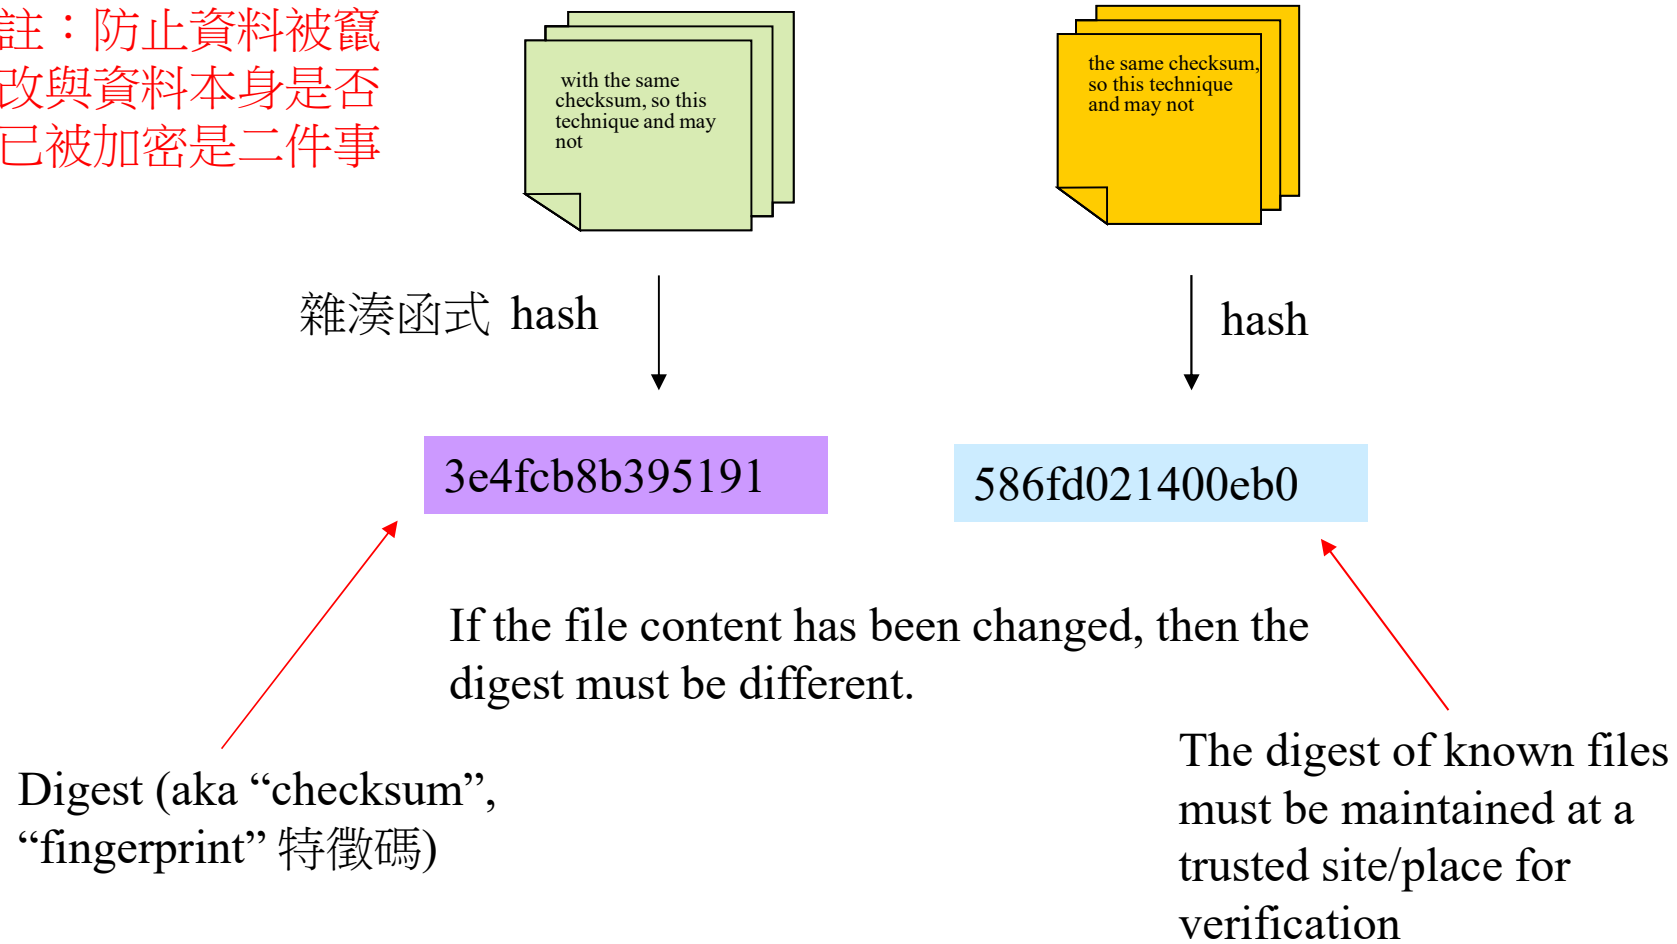 註：防止資料被竄
改與資料本身是否
已被加密是二件事
with the same
checksum, so this
technique and may
not
the same checksum,
so this technique
and may not
雜湊函式 hash
hash
3e4fcb8b395191
586fd021400eb0
If the file content has been changed, then the
digest must be different.
Digest (aka “checksum”,
“fingerprint” 特徵碼)
The digest of known files
must be maintained at a
trusted site/place for
verification